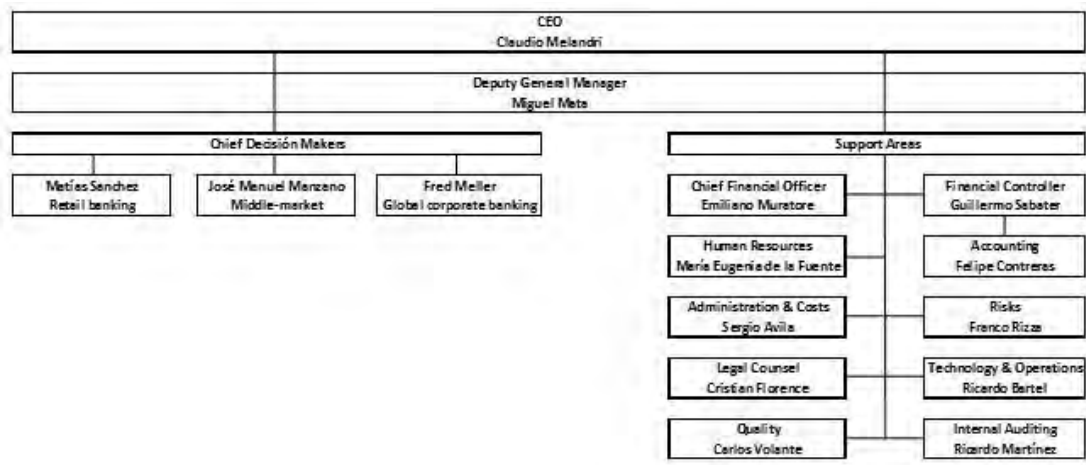 CEO
Claudio Melandri
Deputy General Manager
Miguel Mata
Chief Decisión Makers
Support Areas
Matías Sanchez
Retail banking
José Manuel Manzano
Middle-market
Fred Meller
Global corporate banking
Chief Financial Officer
Emiliano Muratore
Financial Controller
Guillermo Sabater
Human Resources
María Eugenia de la Fuente
Accounting
Felipe Contreras
Administration & Costs
Sergio Avila
Risks
Franco Rizza
Legal Counsel
Cristian Florence
Technology & Operations
Ricardo Bartel
Quality
Carlos Volante
Internal Auditing
Ricardo Martínez